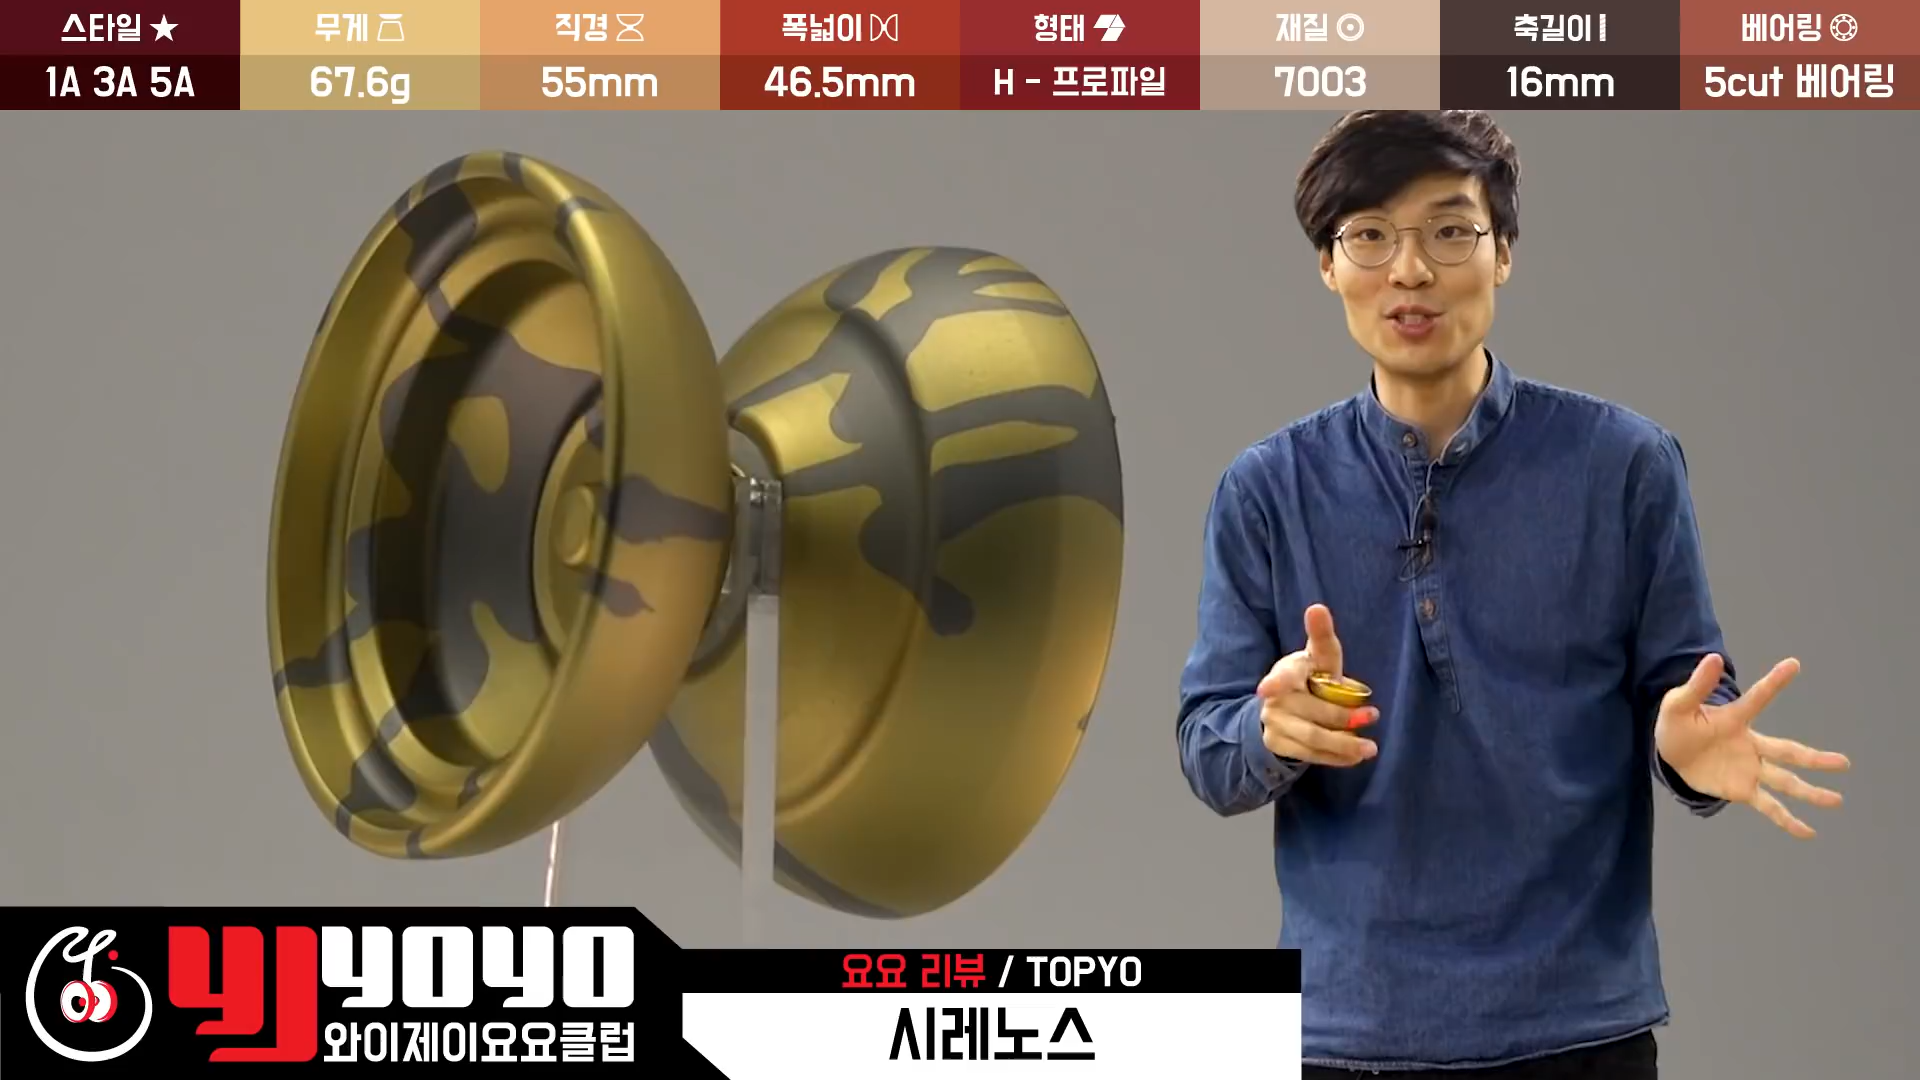 스타일
무게
직경
폭넓이
형태
재질
축길이
베어링
1A 3A 5A
67.6g
55mm
46.5mm
H - 프로파일
7003
16mm
5cut 베어링
YJYOYO
와이제이요요클럽
요요 리뷰 / TOPYO
시레노스